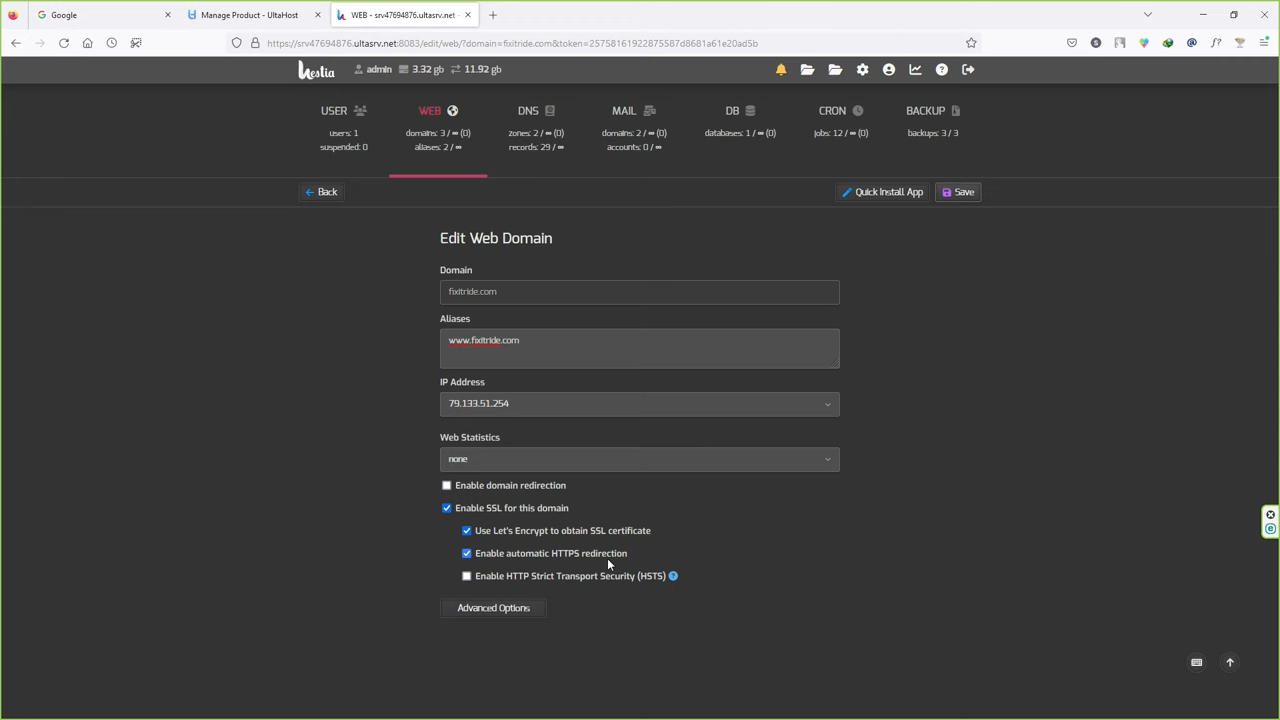 Google
Manage Product - UltaHost
WEB - srv47694876.ultasrv.net -
https://srv47694876.ultasrv.net:8083/edit/web/?domain=fixitride.com&token=25758161922875587d8681a61e20ad5b
hestia admin 3.32 gb 11.92 gb
USER WEB DNS MAIL DB CRON BACKUP
users: 1 domains: 3 / ∞ (0) zones: 2 / ∞ (0) domains: 2 / ∞ (0) databases: 1 / ∞ (0) jobs: 12 / ∞ (0) backups: 3 / 3
suspended: 0 aliases: 2 / ∞ records: 29 / ∞ accounts: 0 / ∞
Back Quick Install App Save
Edit Web Domain
Domain
fixitride.com
Aliases
www.fixitride.com
IP Address
79.133.51.254
Web Statistics
none
Enable domain redirection
Enable SSL for this domain
Use Let's Encrypt to obtain SSL certificate
Enable automatic HTTPS redirection
Enable HTTP Strict Transport Security (HSTS) ?
Advanced Options